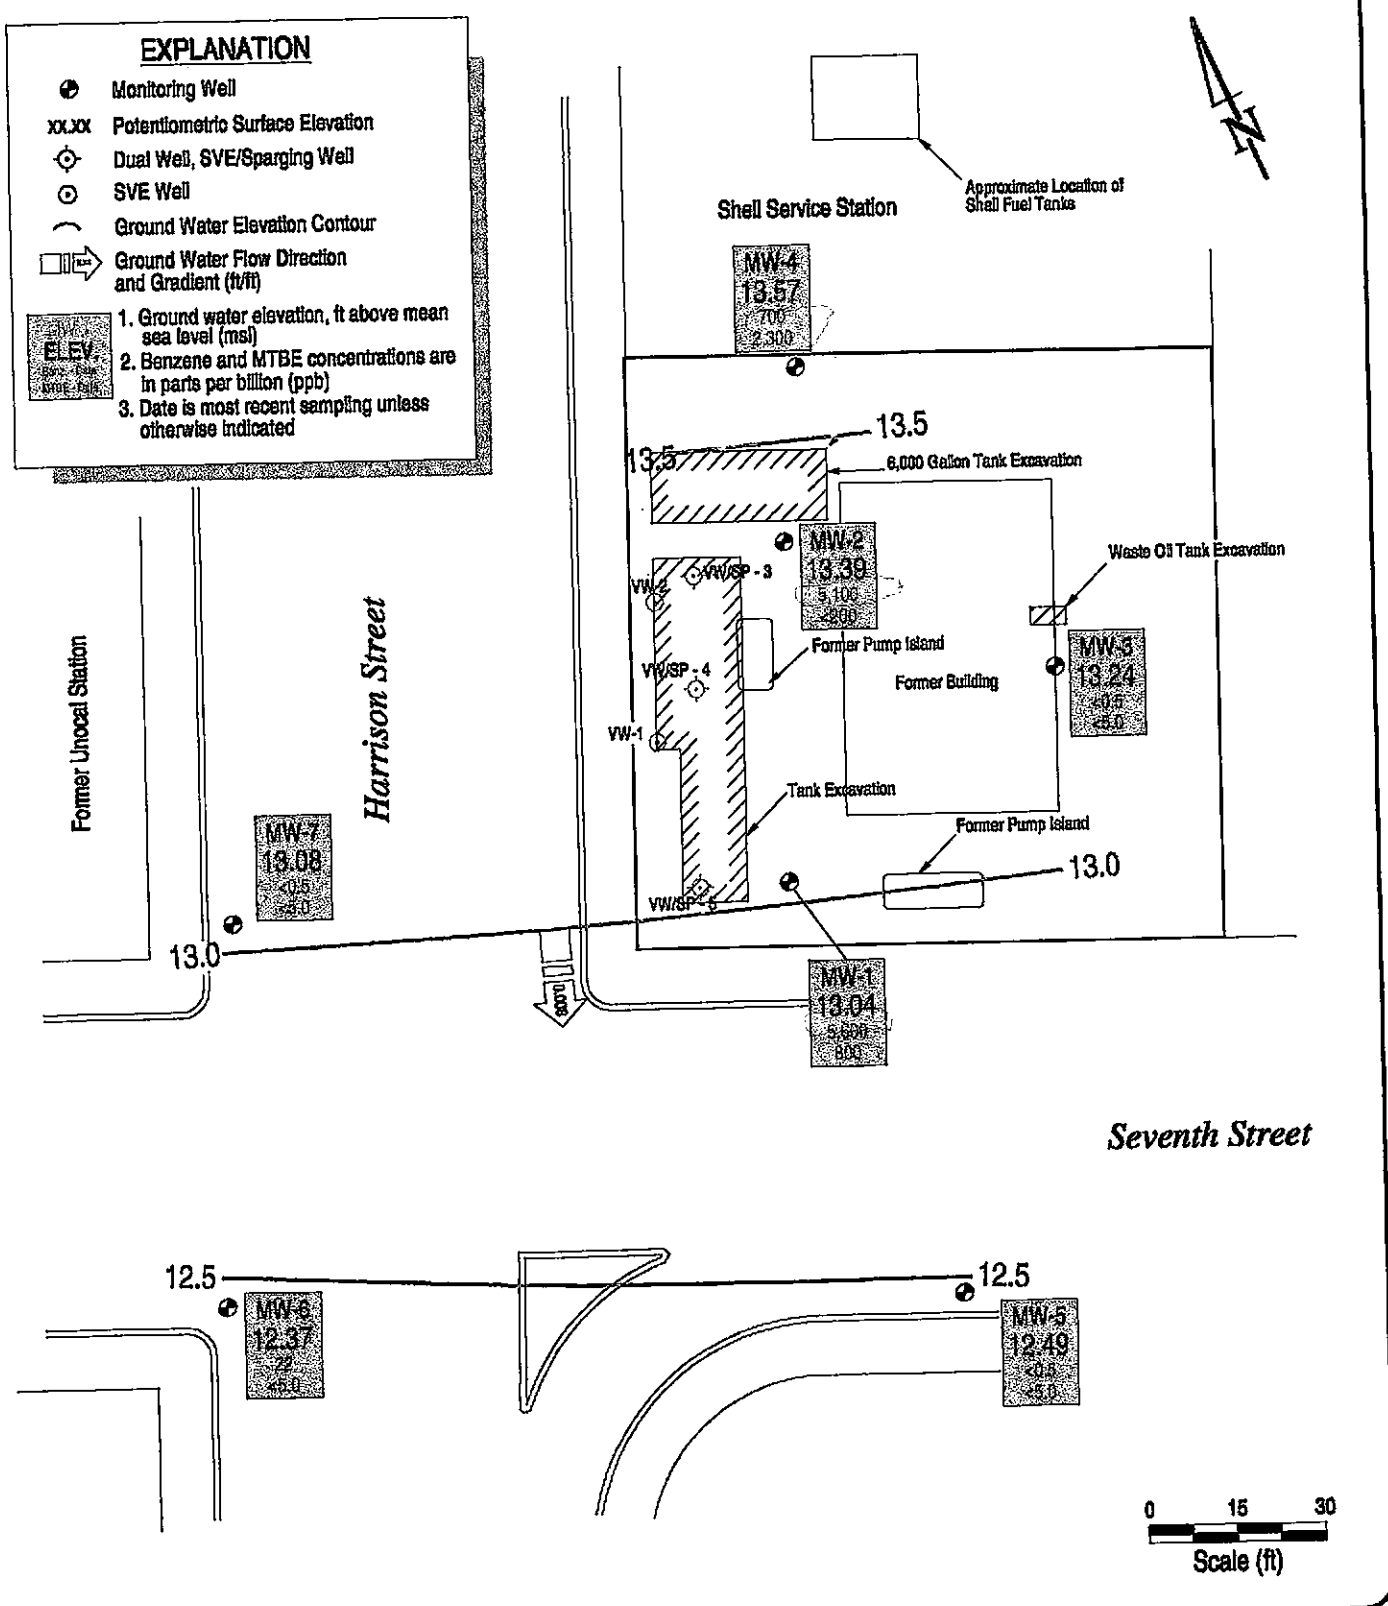 EXPLANATION
Monitoring Well
XX.XX Potentiometric Surface Elevation
Dual Well, SVE/Sparging Well
SVE Well
Ground Water Elevation Contour
Ground Water Flow Direction
and Gradient (ft/ft)
ELEV.
1. Ground water elevation, ft above mean
sea level (msl)
2. Benzene and MTBE concentrations are
in parts per billion (ppb)
3. Date is most recent sampling unless
otherwise indicated
N
Approximate Location of
Shell Fuel Tanks
Shell Service Station
MW-4
13.57
700
2,300
13.5
13.5
6,000 Gallon Tank Excavation
MW-2
13.39
5,100
<200
Waste Oil Tank Excavation
VW-2
VW/SP - 3
Former Pump Island
MW-3
13.24
<0.5
<5.0
VW/SP - 4
Former Building
VW-1
Former Unocal Station
Harrison Street
Tank Excavation
Former Pump Island
MW-7
13.08
<0.5
<5.0
13.0
VW/SP - 5
13.0
0.008
MW-1
13.04
5,600
800
Seventh Street
12.5
12.5
MW-6
12.37
22
<5.0
MW-5
12.49
<0.5
<5.0
0 15 30
Scale (ft)